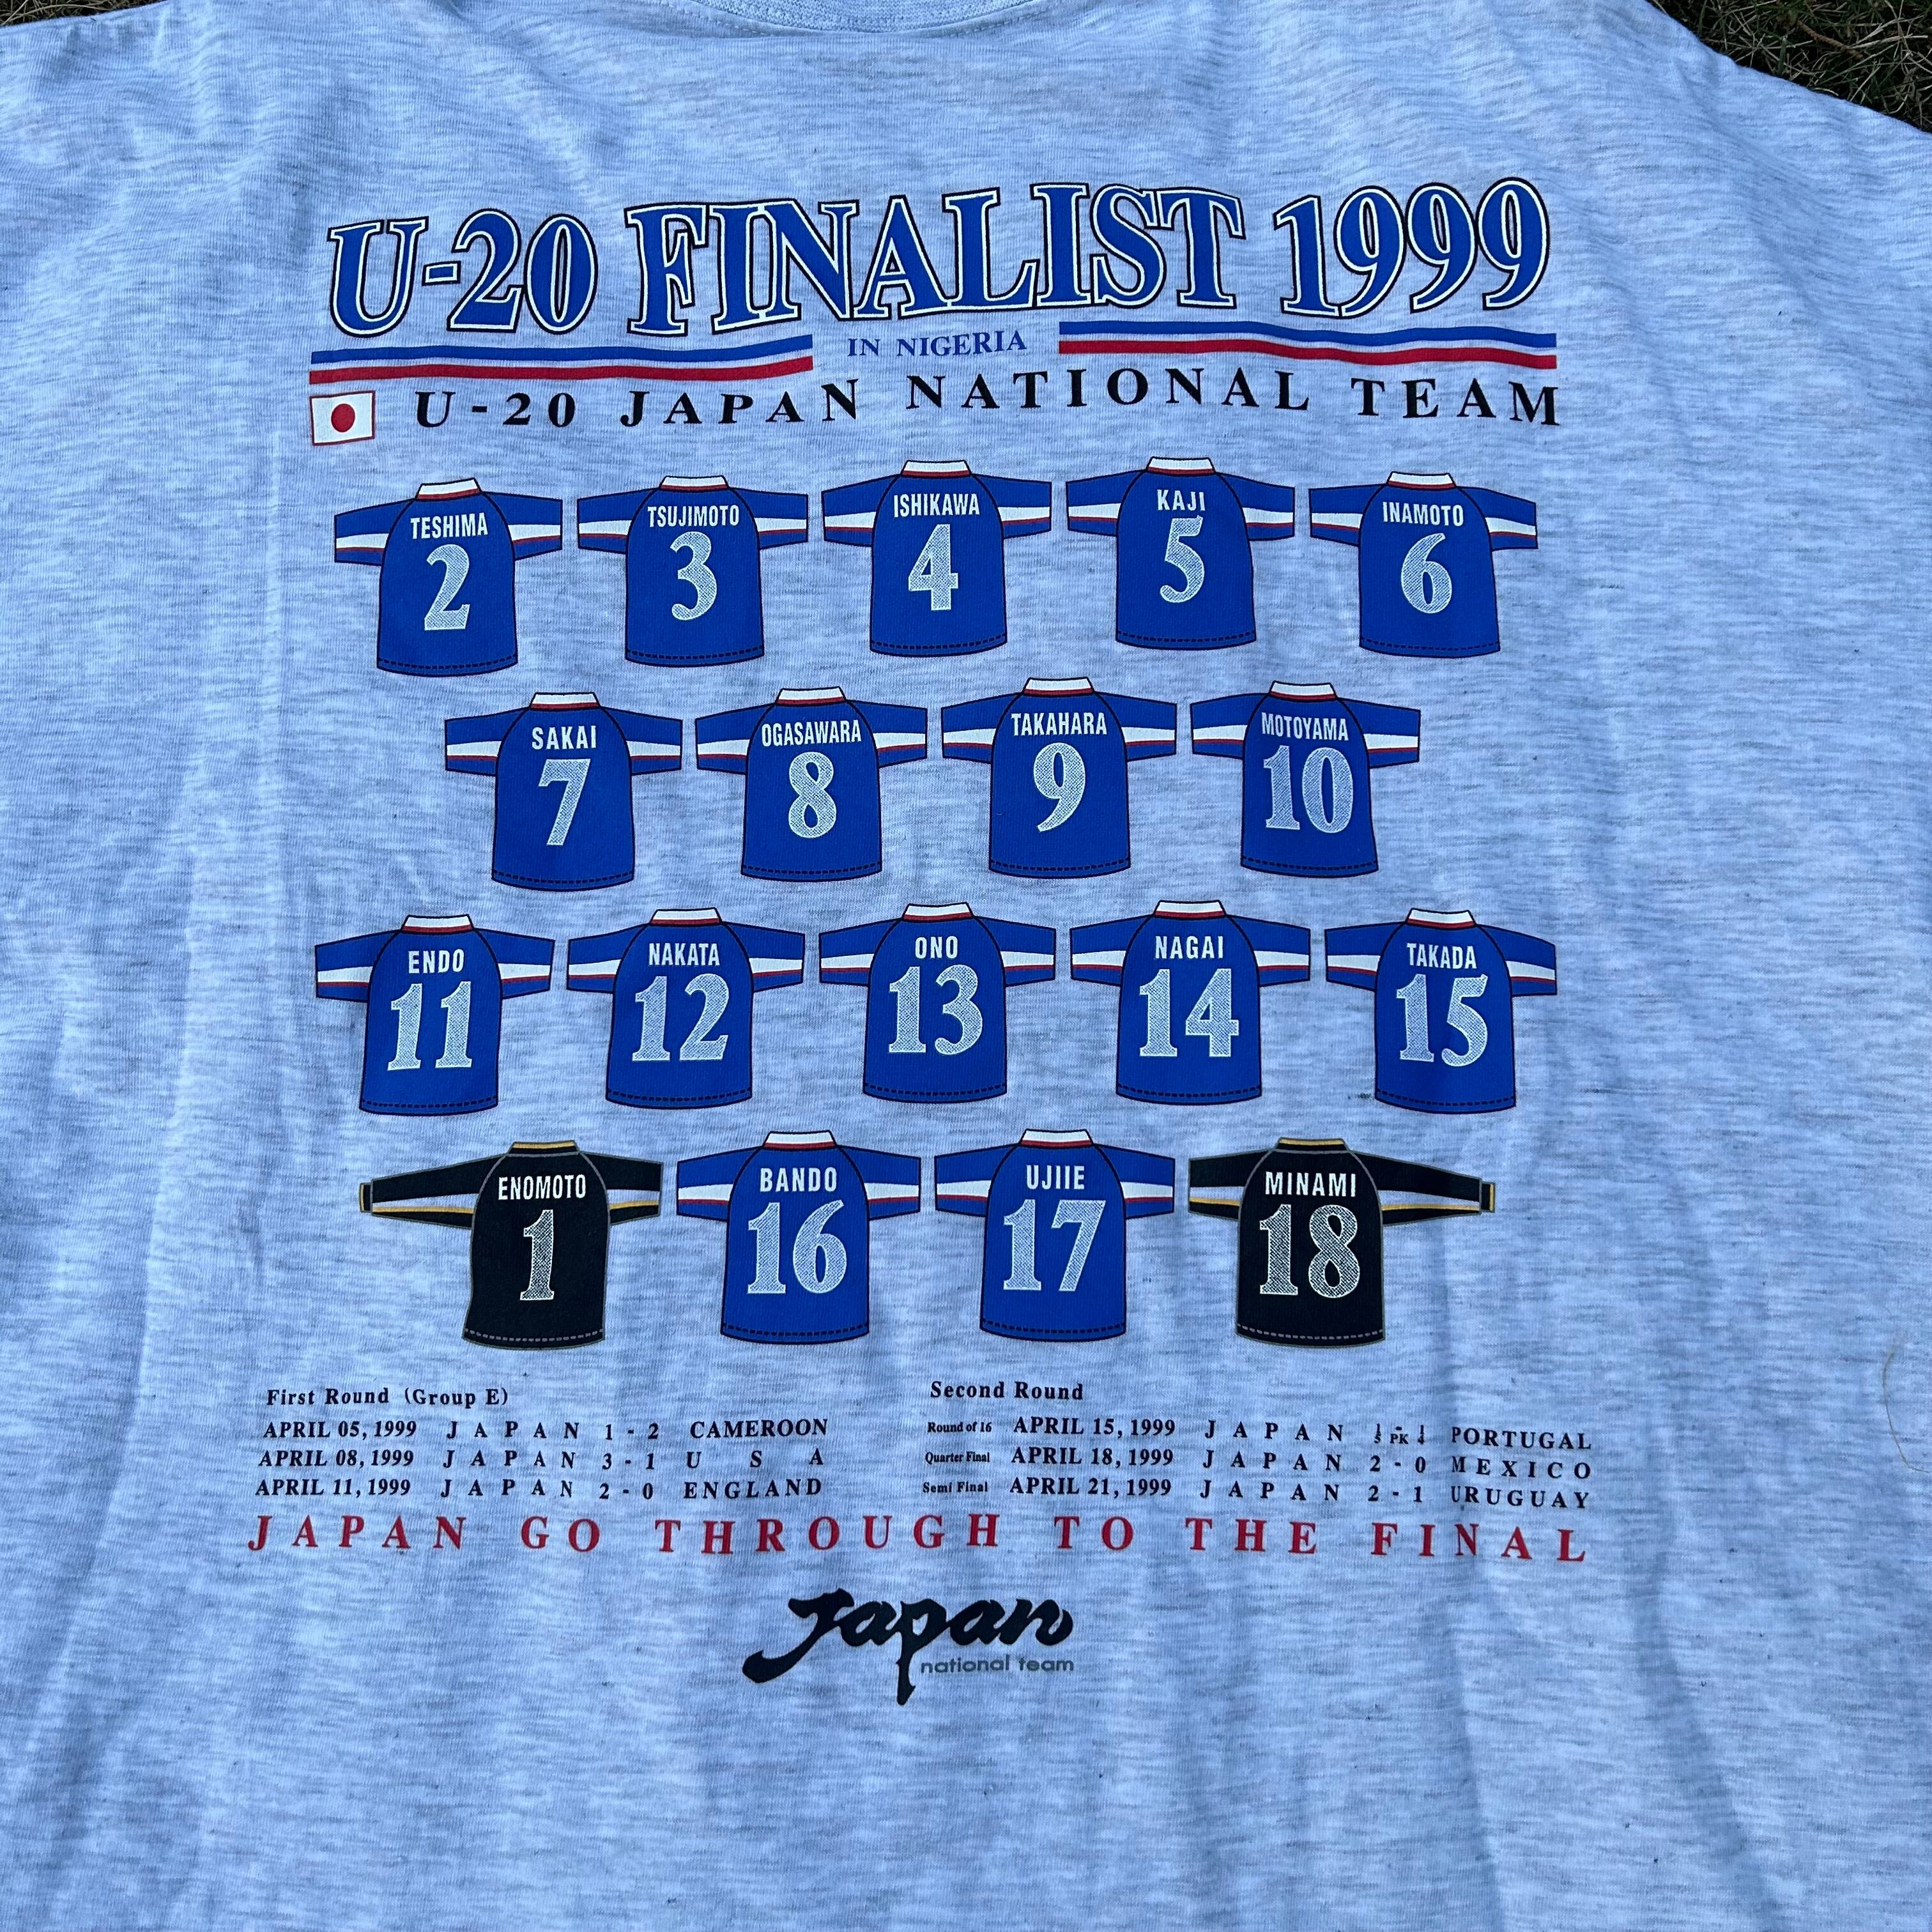 U-20 FINALIST 1999
IN NIGERIA
U-20 JAPAN NATIONAL TEAM
TESHIMA 2
TSUJIMOTO 3
ISHIKAWA 4
KAJI 5
INAMOTO 6
SAKAI 7
OGASAWARA 8
TAKAHARA 9
MOTOYAMA 10
ENDO 11
NAKATA 12
ONO 13
NAGAI 14
TAKADA 15
ENOMOTO 1
BANDO 16
UJIIE 17
MINAMI 18
First Round (Group E)
APRIL 05, 1999 JAPAN 1 - 2 CAMEROON
APRIL 08, 1999 JAPAN 3 - 1 USA
APRIL 11, 1999 JAPAN 2 - 0 ENGLAND
Second Round
Round of 16 APRIL 15, 1999 JAPAN 1 - 1 5 PK 4 PORTUGAL
Quarter Final APRIL 18, 1999 JAPAN 2 - 0 MEXICO
Semi Final APRIL 21, 1999 JAPAN 2 - 1 URUGUAY
JAPAN GO THROUGH TO THE FINAL
Japan
national team